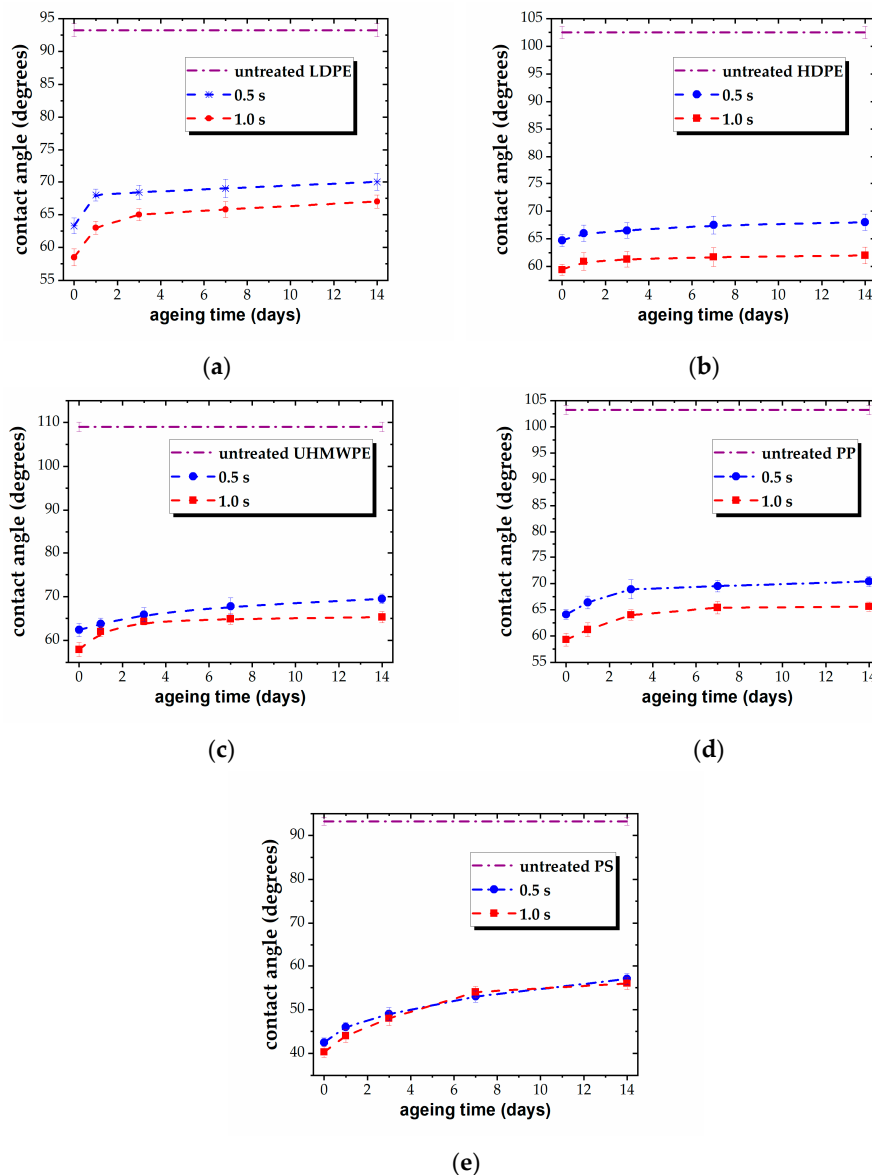 95
90
85
80
75
70
65
60
55
contact angle (degrees)
untreated LDPE
0.5 s
1.0 s
0 2 4 6 8 10 12 14
ageing time (days)
(a)
105
100
95
90
85
80
75
70
65
60
contact angle (degrees)
untreated HDPE
0.5 s
1.0 s
0 2 4 6 8 10 12 14
ageing time (days)
(b)
110
100
90
80
70
60
contact angle (degrees)
untreated UHMWPE
0.5 s
1.0 s
0 2 4 6 8 10 12 14
ageing time (days)
(c)
105
100
95
90
85
80
75
70
65
60
55
contact angle (degrees)
untreated PP
0.5 s
1.0 s
0 2 4 6 8 10 12 14
ageing time (days)
(d)
90
80
70
60
50
40
contact angle (degrees)
untreated PS
0.5 s
1.0 s
0 2 4 6 8 10 12 14
ageing time (days)
(e)